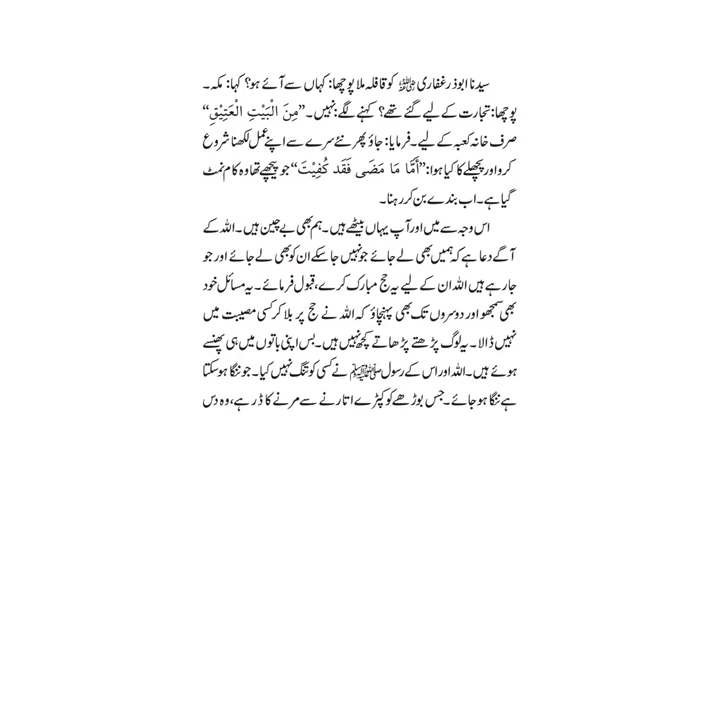 سیدنا ابوذر غفاری رضی اللہ عنہ کو قافلہ ملا پوچھا: کہاں سے آئے ہو؟ کہا: مکہ۔
پوچھا: تجارت کے لیے گئے تھے؟ کہنے لگے: نہیں۔ ”مِنَ الْبَيْتِ الْعَتِيْقِ“
صرف خانہ کعبہ کے لیے۔ فرمایا: جاؤ پھر نئے سرے سے اپنے عمل لکھنا شروع
کرو اور پچھلے کا کیا ہوا: ”أَمَّا مَا مَضَى فَقَد كُفِيْتَ“ جو پیچھے تھا وہ کام نمٹ
گیا ہے۔ اب بندے بن کر رہنا۔
اس وجہ سے میں اور آپ یہاں بیٹھے ہیں۔ ہم بھی بے چین ہیں۔ اللہ کے
آگے دعا ہے کہ ہمیں بھی لے جائے جو نہیں جا سکے ان کو بھی لے جائے اور جو
جا رہے ہیں اللہ ان کے لیے یہ حج مبارک کرے، قبول فرمائے۔ یہ مسائل خود
بھی سمجھو اور دوسروں تک بھی پہنچاؤ کہ اللہ نے حج پر بلا کر کسی مصیبت میں
نہیں ڈالا۔ یہ لوگ پڑھتے پڑھاتے کچھ نہیں ہیں۔ بس اپنی باتوں میں ہی پھنسے
ہوئے ہیں۔ اللہ اور اس کے رسول ﷺ نے کسی کو تنگ نہیں کیا۔ جو ننگا ہو سکتا
ہے ننگا ہو جائے۔ جس بوڑھے کو کپڑے اتارنے سے مرنے کا ڈر ہے، وہ دس